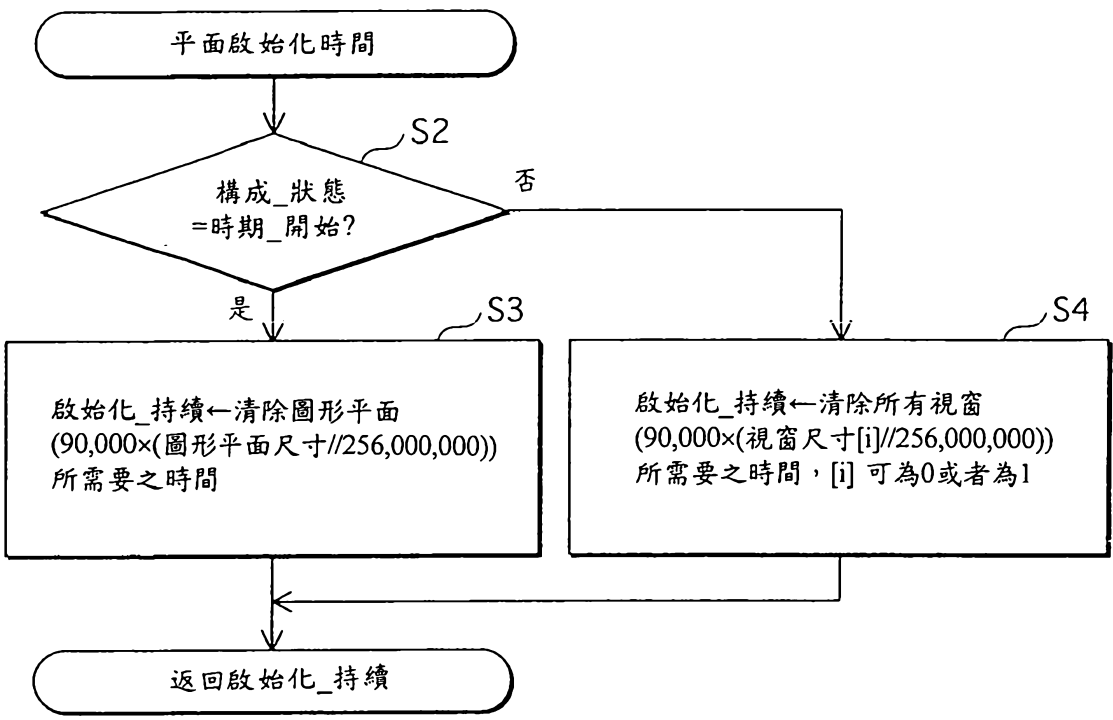 平面啟始化時間
S2
構成_狀態
=時期_開始?
否
是
S3
啟始化_持續←清除圖形平面
(90,000×(圖形平面尺寸//256,000,000))
所需要之時間
S4
啟始化_持續←清除所有視窗
(90,000×(視窗尺寸[i]//256,000,000))
所需要之時間，[i] 可為0或者為1
返回啟始化_持續